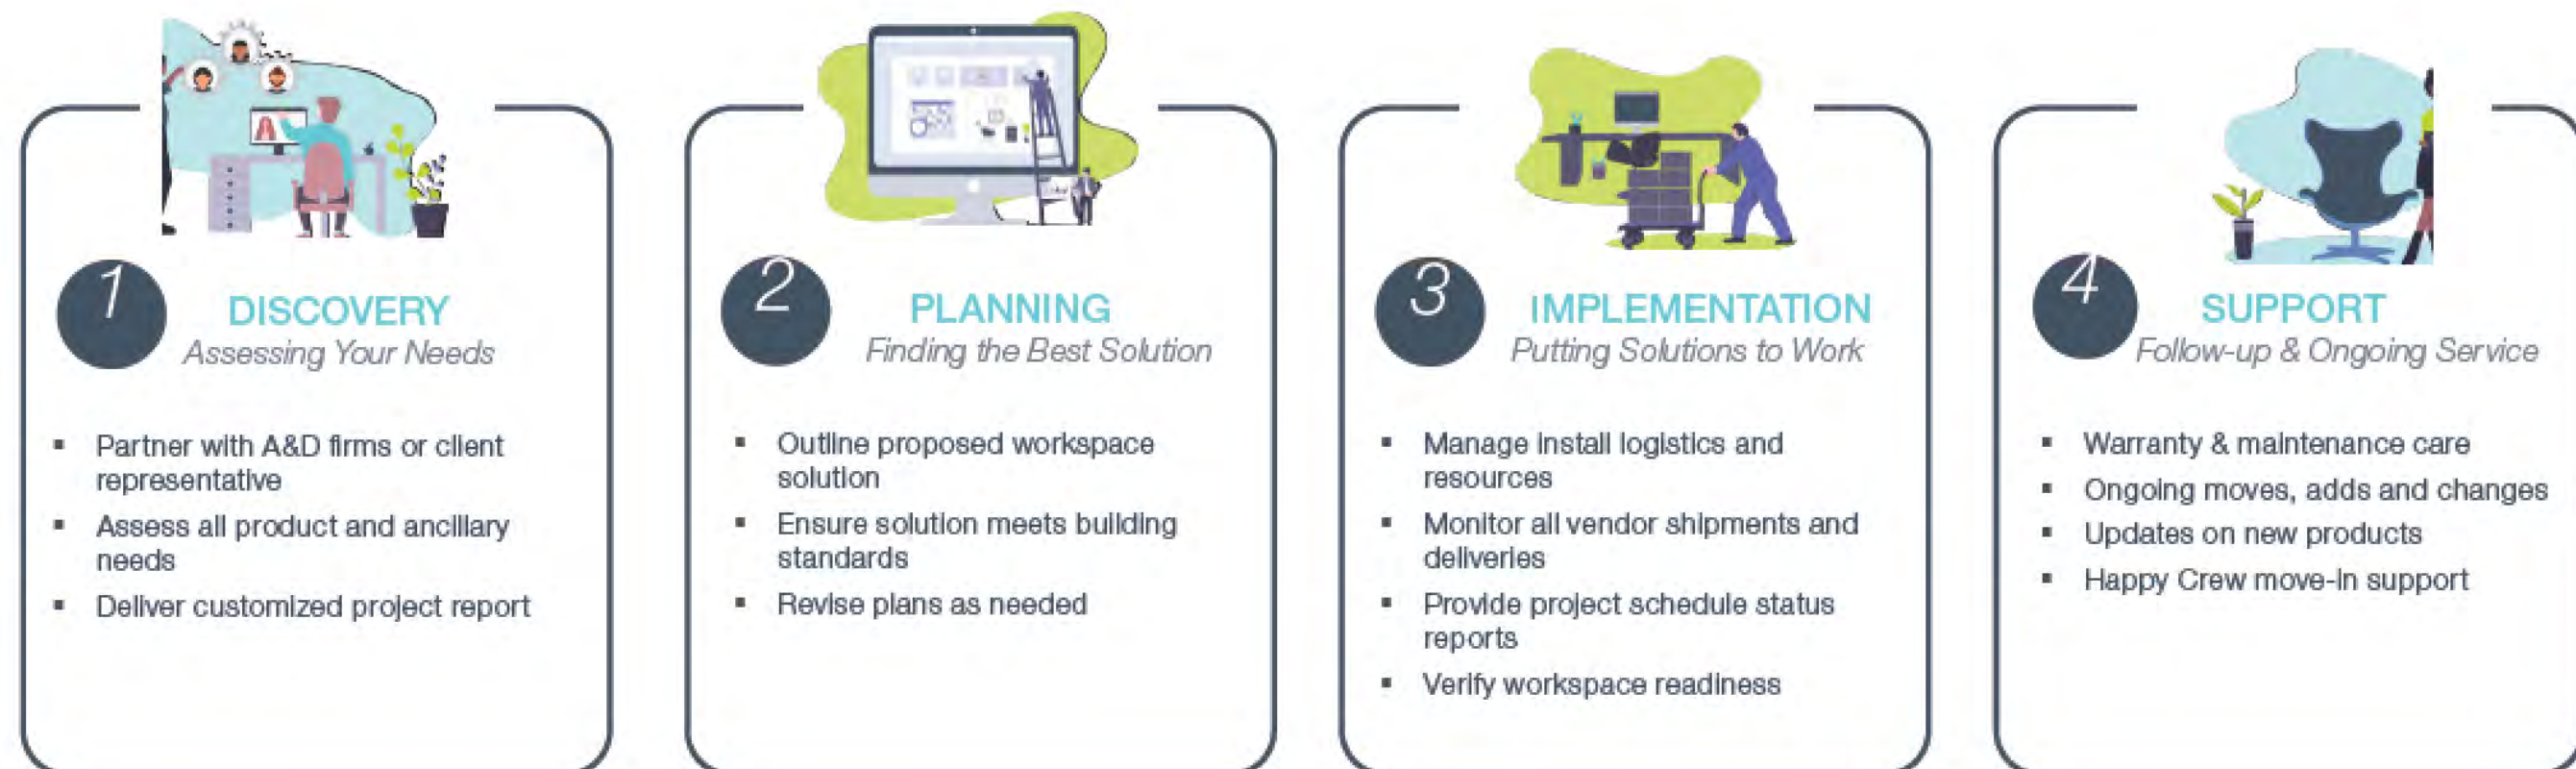 1
DISCOVERY
Assessing Your Needs
▪ Partner with A&D firms or client
representative
▪ Assess all product and ancillary
needs
▪ Deliver customized project report
2
PLANNING
Finding the Best Solution
▪ Outline proposed workspace
solution
▪ Ensure solution meets building
standards
▪ Revise plans as needed
3
IMPLEMENTATION
Putting Solutions to Work
▪ Manage install logistics and
resources
▪ Monitor all vendor shipments and
deliveries
▪ Provide project schedule status
reports
▪ Verify workspace readiness
4
SUPPORT
Follow-up & Ongoing Service
▪ Warranty & maintenance care
▪ Ongoing moves, adds and changes
▪ Updates on new products
▪ Happy Crew move-in support